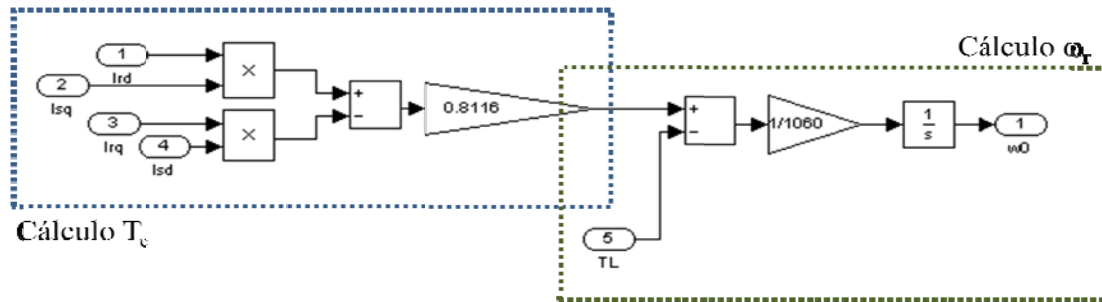 Cálculo ωr
1
Ird
2
Isq
×
3
Irq
4
Isd
×
+
−
0.8116
+
−
1/1060
1
s
1
w0
Cálculo Te
5
TL